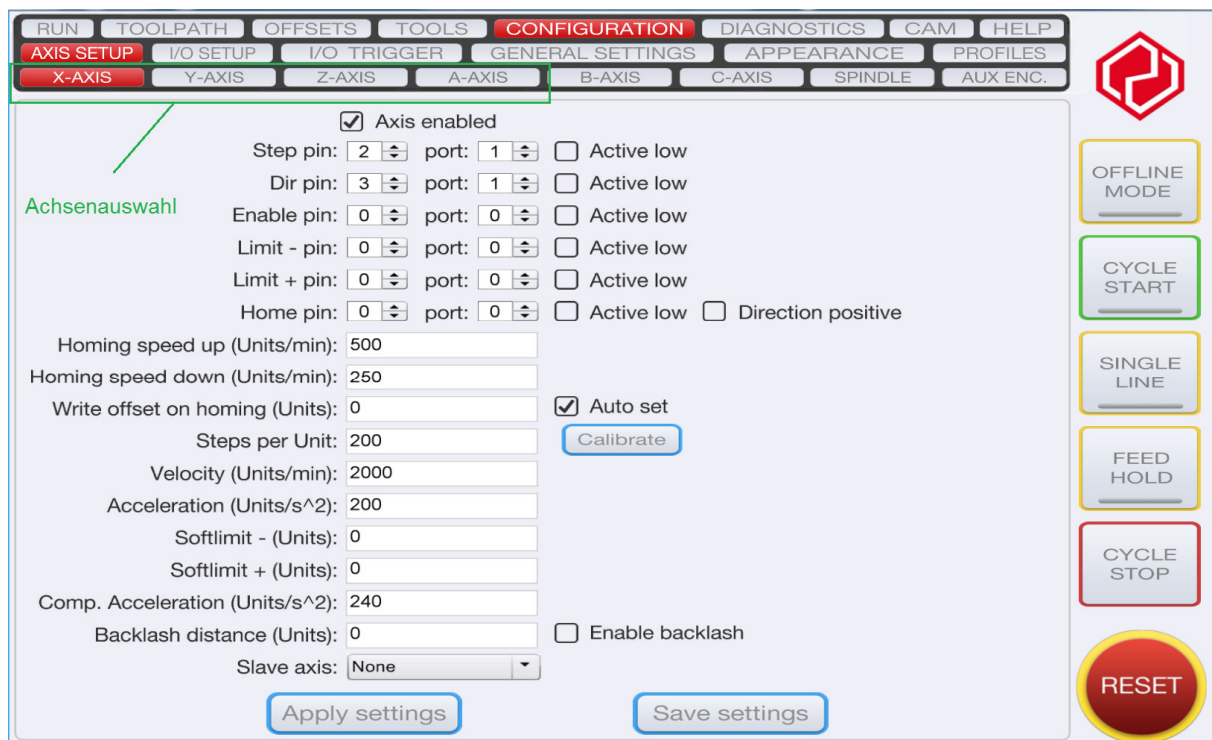 RUN TOOLPATH OFFSETS TOOLS CONFIGURATION DIAGNOSTICS CAM HELP
AXIS SETUP I/O SETUP I/O TRIGGER GENERAL SETTINGS APPEARANCE PROFILES
X-AXIS Y-AXIS Z-AXIS A-AXIS B-AXIS C-AXIS SPINDLE AUX ENC.
Axis enabled
Step pin: 2 port: 1 Active low
Dir pin: 3 port: 1 Active low
Achsenauswahl
Enable pin: 0 port: 0 Active low
Limit - pin: 0 port: 0 Active low
Limit + pin: 0 port: 0 Active low
Home pin: 0 port: 0 Active low Direction positive
Homing speed up (Units/min): 500
Homing speed down (Units/min): 250
Write offset on homing (Units): 0 Auto set
Steps per Unit: 200 Calibrate
Velocity (Units/min): 2000
Acceleration (Units/s^2): 200
Softlimit - (Units): 0
Softlimit + (Units): 0
Comp. Acceleration (Units/s^2): 240
Backlash distance (Units): 0 Enable backlash
Slave axis: None
Apply settings Save settings
OFFLINE
MODE
CYCLE
START
SINGLE
LINE
FEED
HOLD
CYCLE
STOP
RESET